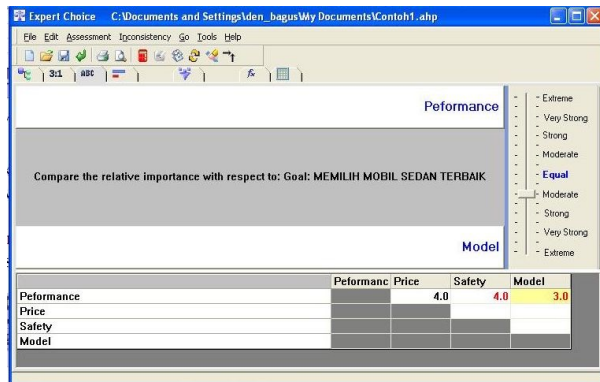 Expert Choice C:\Documents and Settings\den_bagus\My Documents\Contoh1.ahp
File Edit Assessment Inconsistency Go Tools Help
3:1 ABC
Peformance
Compare the relative importance with respect to: Goal: MEMILIH MOBIL SEDAN TERBAIK
Model
Extreme
Very Strong
Strong
Moderate
Equal
Moderate
Strong
Very Strong
Extreme
Peformanc Price Safety Model
Peformance 4.0 4.0 3.0
Price
Safety
Model